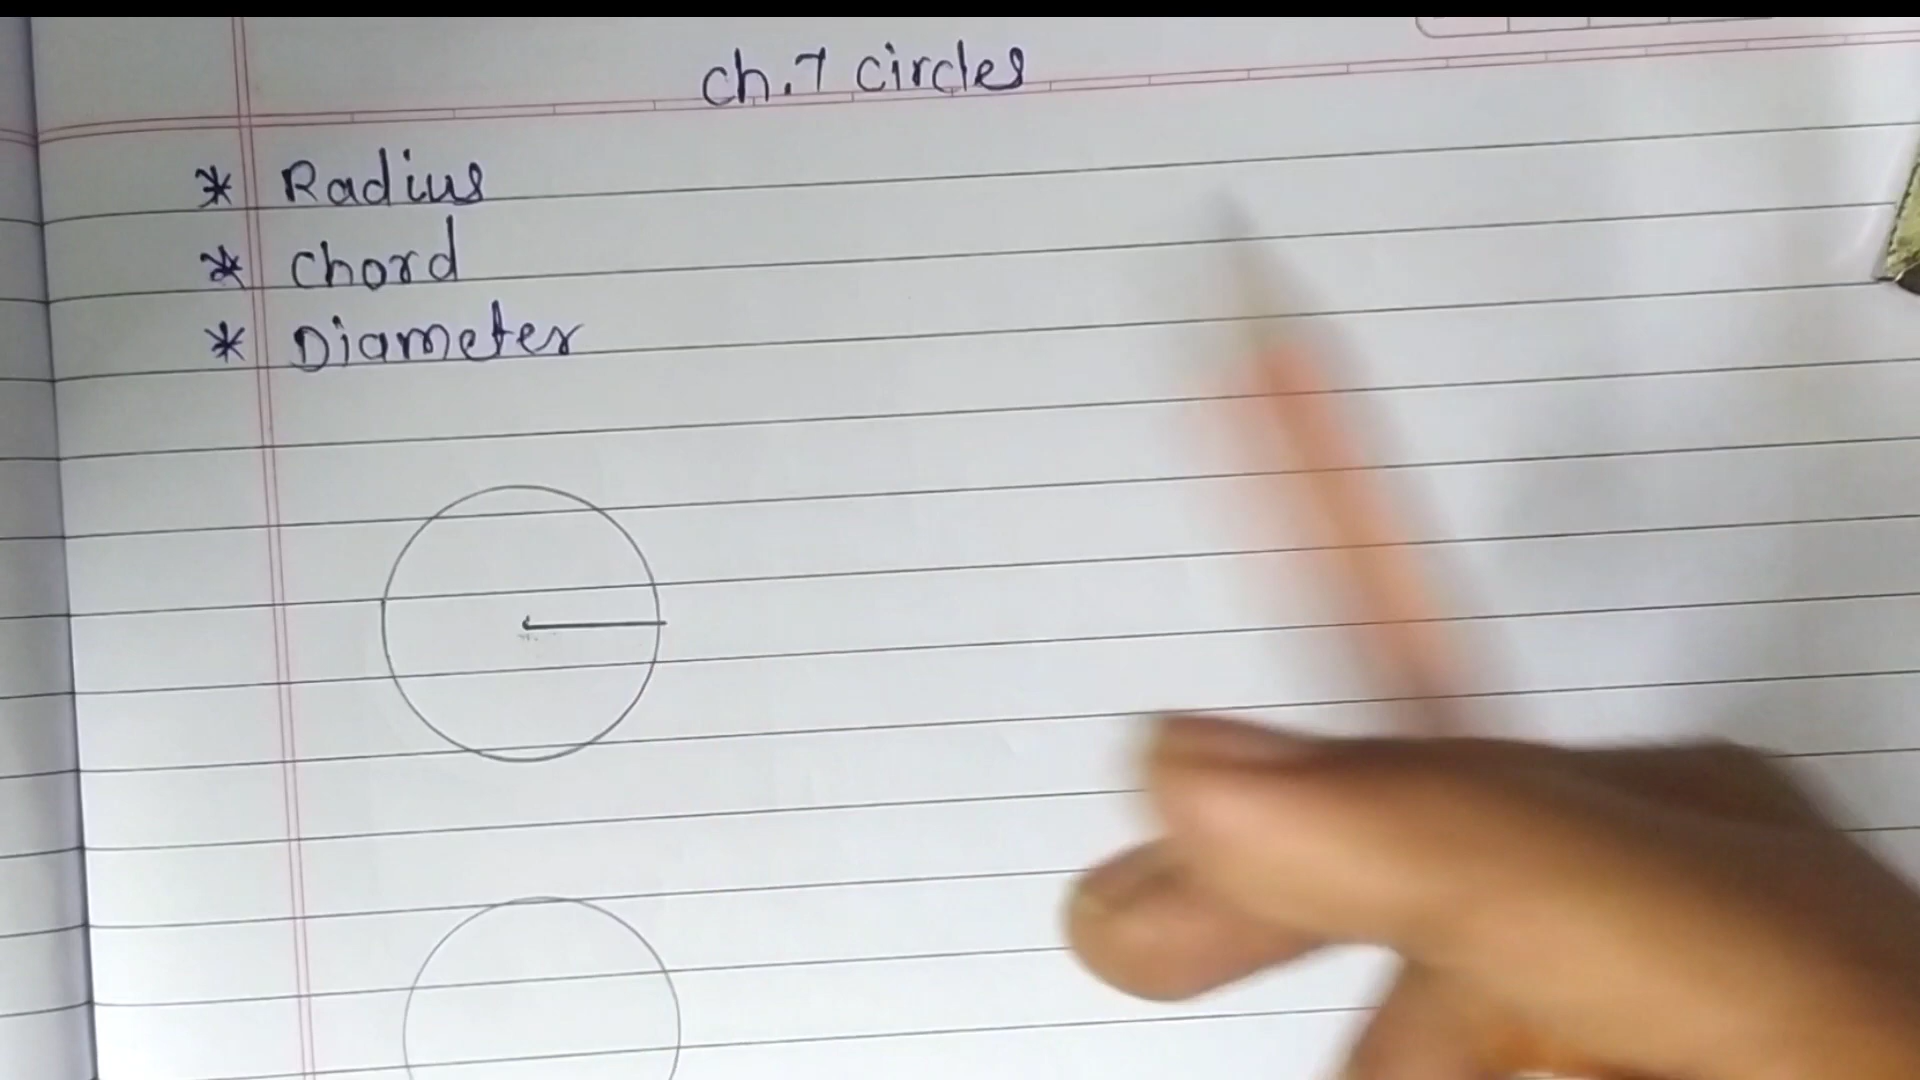 ch.7 circles
* Radius
* chord
* Diameter